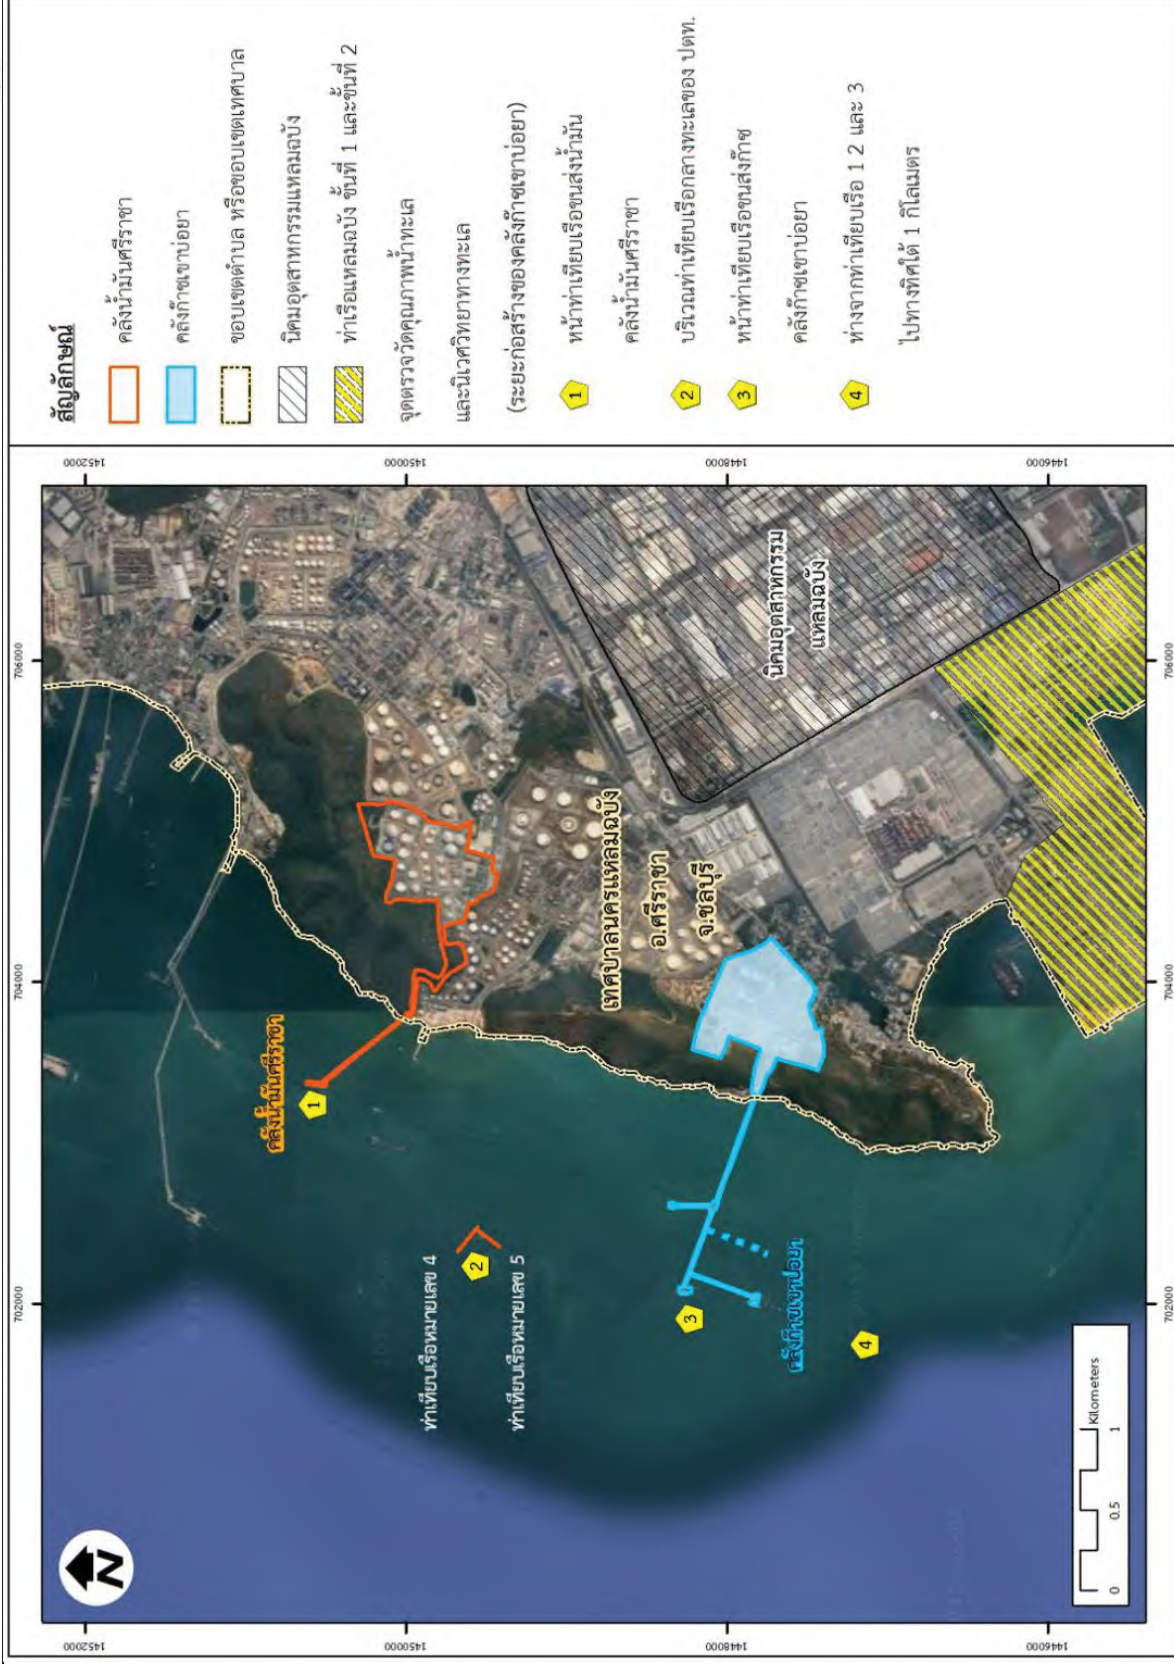 N
702000
704000
706000
1452000
1450000
1448000
1446000
คลังน้ำมันศรีราชา
1
2
ท่าเทียบเรือหมายเลข 4
ท่าเทียบเรือหมายเลข 5
3
คลังก๊าซเขาบ่อยา
4
เทศบาลนครแหลมฉบัง
อ.ศรีราชา
จ.ชลบุรี
นิคมอุตสาหกรรม
แหลมฉบัง
0 0.5 1
Kilometers
702000
704000
706000
1452000
1450000
1448000
1446000
สัญลักษณ์
คลังน้ำมันศรีราชา
คลังก๊าซเขาบ่อยา
ขอบเขตตำบล หรือขอบเขตเทศบาล
นิคมอุตสาหกรรมแหลมฉบัง
ท่าเรือแหลมฉบัง ขั้นที่ 1 และขั้นที่ 2
จุดตรวจวัดคุณภาพน้ำทะเล
และนิเวศวิทยาทางทะเล
(ระยะก่อสร้างของคลังก๊าซเขาบ่อยา)
1 หน้าท่าเทียบเรือขนส่งน้ำมัน
คลังน้ำมันศรีราชา
2 บริเวณท่าเทียบเรือกลางทะเลของ ปตท.
3 หน้าท่าเทียบเรือขนส่งก๊าซ
คลังก๊าซเขาบ่อยา
4 ห่างจากท่าเทียบเรือ 1 2 และ 3
ไปทางทิศใต้ 1 กิโลเมตร